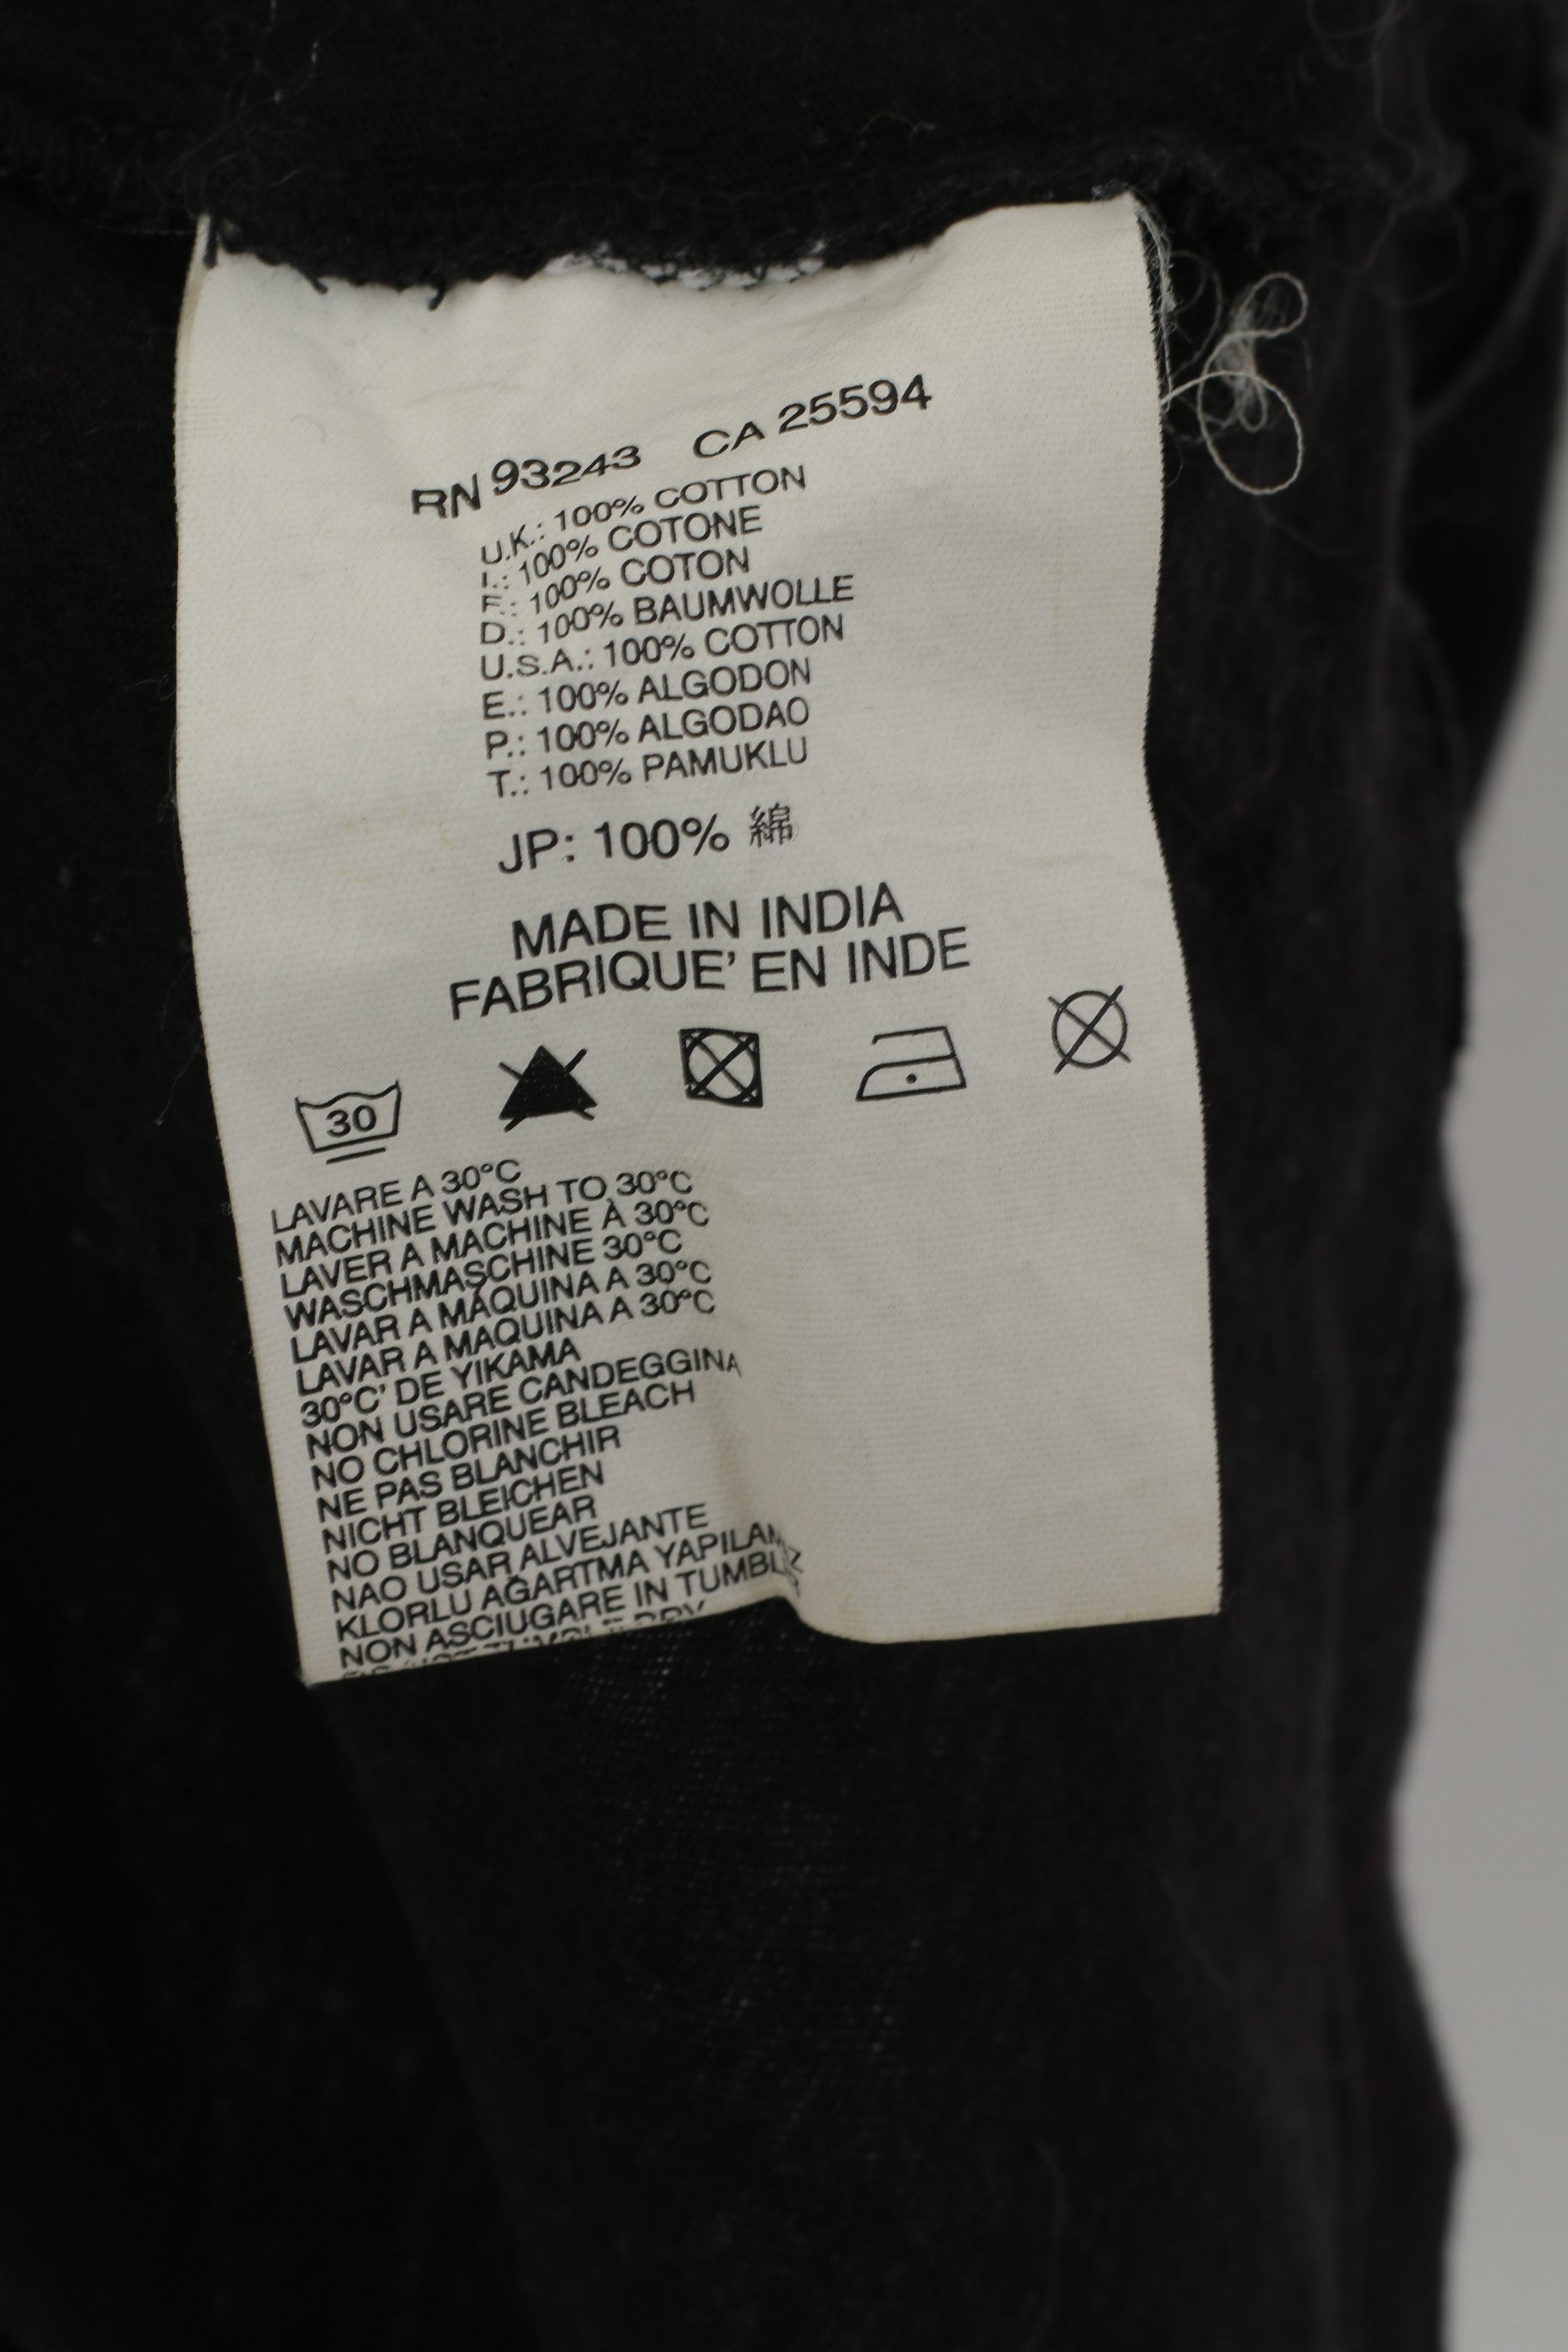 RN 93243 CA 25594
U.K.: 100% COTTON
I.: 100% COTONE
F.: 100% COTON
D.: 100% BAUMWOLLE
U.S.A.: 100% COTTON
E.: 100% ALGODON
P.: 100% ALGODAO
T.: 100% PAMUKLU
JP: 100% 綿
MADE IN INDIA
FABRIQUE' EN INDE
30
LAVARE A 30°C
MACHINE WASH TO 30°C
LAVER A MACHINE À 30°C
WASCHMASCHINE 30°C
LAVAR A MÁQUINA A 30°C
LAVAR A MAQUINA A 30°C
30°C' DE YIKAMA
NON USARE CANDEGGINA
NO CHLORINE BLEACH
NE PAS BLANCHIR
NICHT BLEICHEN
NO BLANQUEAR
NAO USAR ALVEJANTE
KLORLU AĞARTMA
NON ASCIUGARE IN
TUMBLE DRY